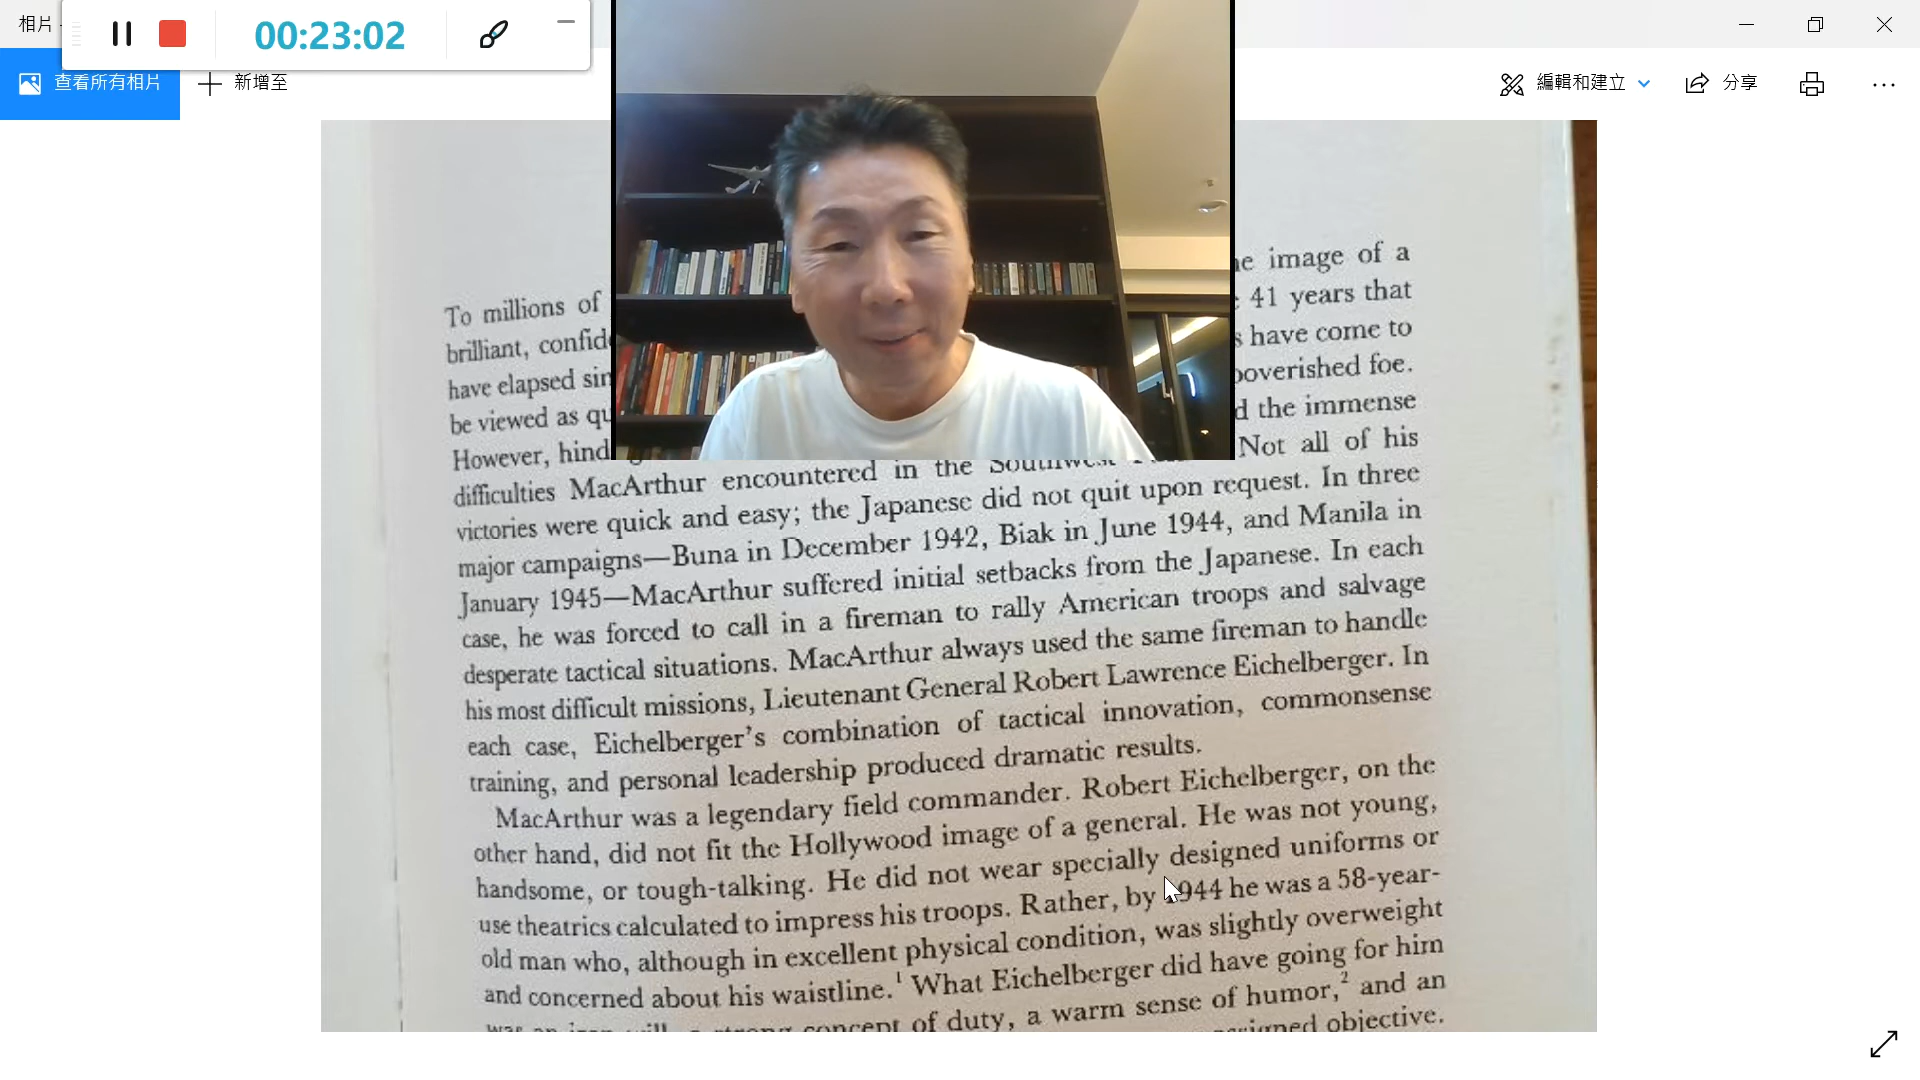 相片
00:23:02
查看所有相片
新增至
編輯和建立
分享
image of a
To millions of
41 years that
brilliant, confid
have come to
have elapsed sin
poverished foe.
be viewed as qu
the immense
However, hind
Not all of his
difficulties MacArthur encountered in the Southwest
victories were quick and easy; the Japanese did not quit upon request. In three
major campaigns—Buna in December 1942, Biak in June 1944, and Manila in
January 1945—MacArthur suffered initial setbacks from the Japanese. In each
case, he was forced to call in a fireman to rally American troops and salvage
desperate tactical situations. MacArthur always used the same fireman to handle
his most difficult missions, Lieutenant General Robert Lawrence Eichelberger. In
each case, Eichelberger's combination of tactical innovation, commonsense
training, and personal leadership produced dramatic results.
MacArthur was a legendary field commander. Robert Eichelberger, on the
other hand, did not fit the Hollywood image of a general. He was not young,
handsome, or tough-talking. He did not wear specially designed uniforms or
use theatrics calculated to impress his troops. Rather, by 1944 he was a 58-year-
old man who, although in excellent physical condition, was slightly overweight
and concerned about his waistline.¹ What Eichelberger did have going for him
was an iron will, a strong concept of duty, a warm sense of humor,² and an
assigned objective.